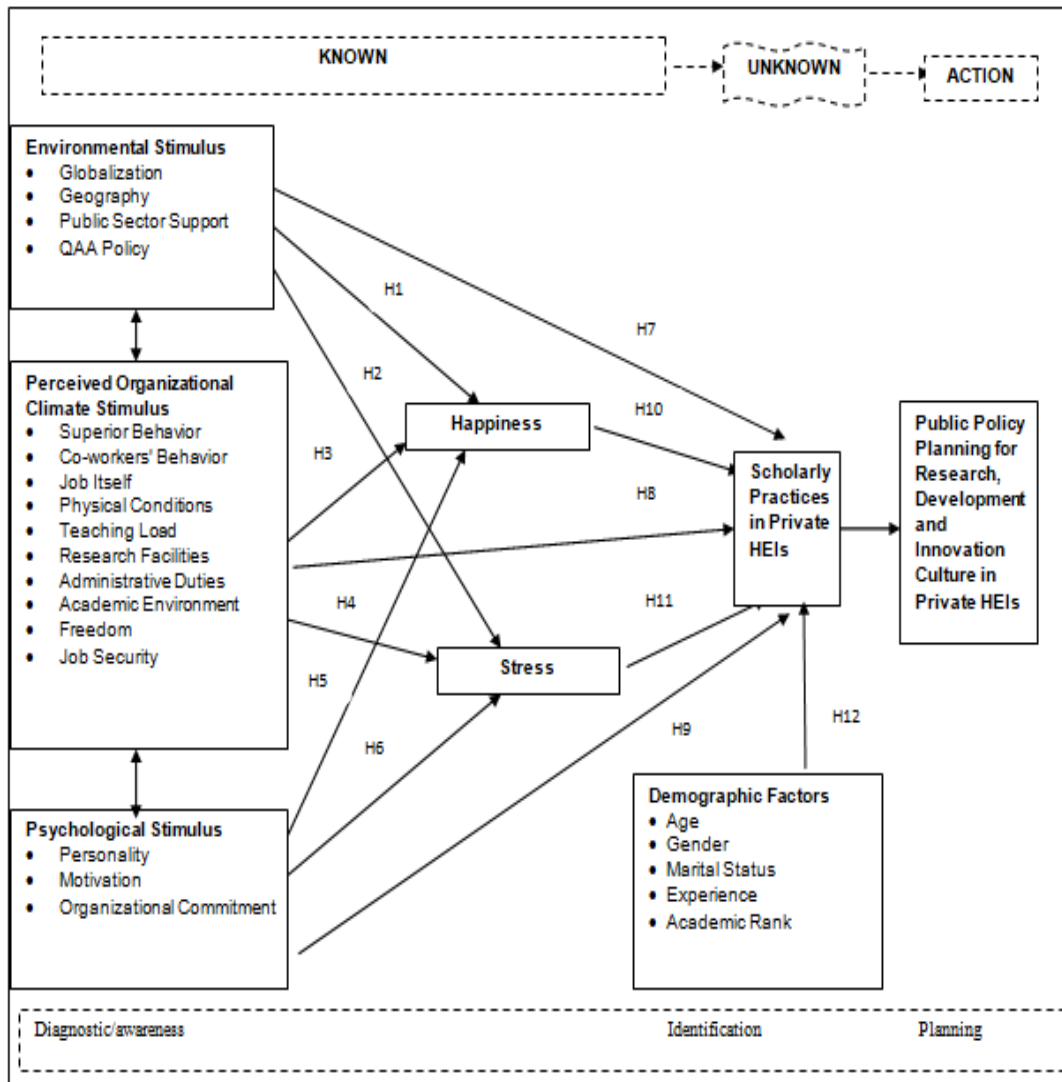 KNOWN
UNKNOWN
ACTION
Environmental Stimulus
• Globalization
• Geography
• Public Sector Support
• QAA Policy
H1
H7
H2
Perceived Organizational
Climate Stimulus
• Superior Behavior
• Co-workers' Behavior
• Job Itself
• Physical Conditions
• Teaching Load
• Research Facilities
• Administrative Duties
• Academic Environment
• Freedom
• Job Security
H3
Happiness
H10
H8
Scholarly
Practices
in Private
HEIs
Public Policy
Planning for
Research,
Development
and
Innovation
Culture in
Private HEIs
H4
H11
Stress
H5
H6
H9
H12
Psychological Stimulus
• Personality
• Motivation
• Organizational Commitment
Demographic Factors
• Age
• Gender
• Marital Status
• Experience
• Academic Rank
Diagnostic/awareness
Identification
Planning